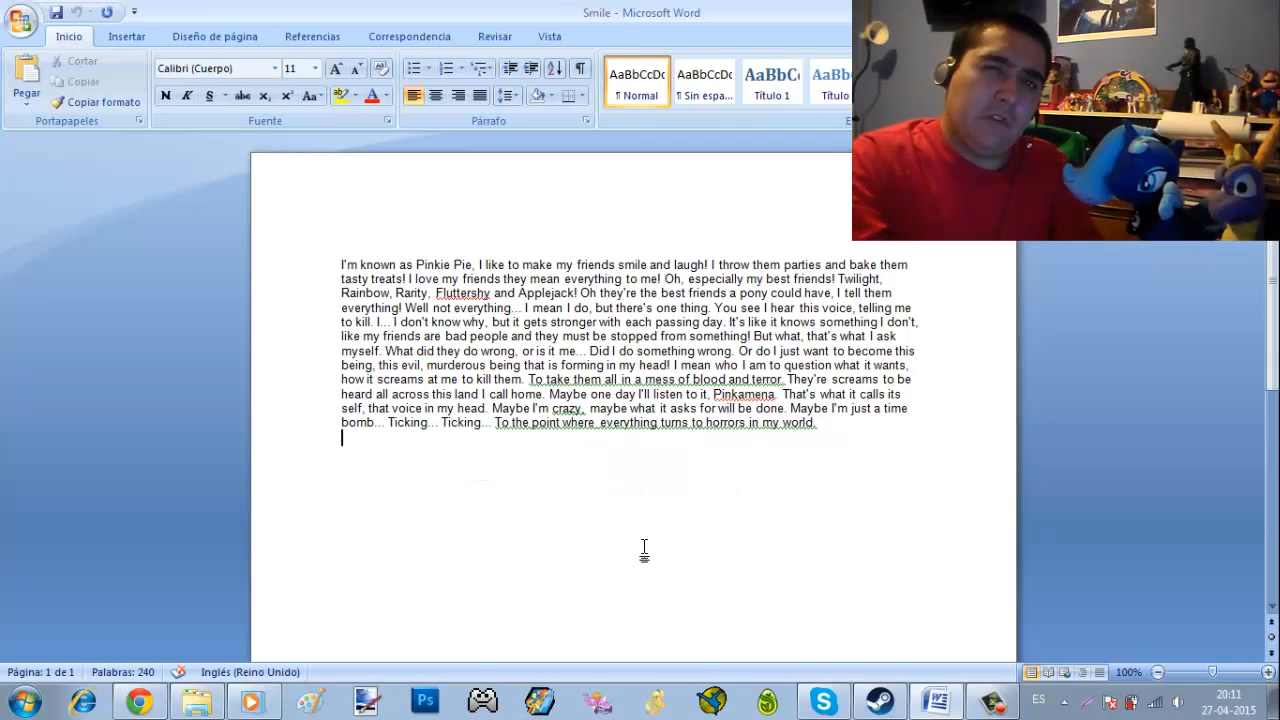 Smile - Microsoft Word
Inicio Insertar Diseño de página Referencias Correspondencia Revisar Vista
Pegar
Cortar
Copiar
Copiar formato
Portapapeles
Calibri (Cuerpo) 11
N K S abe x₂ x² Aa
Fuente
Párrafo
AaBbCcDc AaBbCcDc AaBbC AaBb
¶ Normal ¶ Sin espa... Título 1 Título
I'm known as Pinkie Pie, I like to make my friends smile and laugh! I throw them parties and bake them
tasty treats! I love my friends they mean everything to me! Oh, especially my best friends! Twilight,
Rainbow, Rarity, Fluttershy and Applejack! Oh they're the best friends a pony could have, I tell them
everything! Well not everything... I mean I do, but there's one thing. You see I hear this voice, telling me
to kill. I... I don't know why, but it gets stronger with each passing day. It's like it knows something I don't,
like my friends are bad people and they must be stopped from something! But what, that's what I ask
myself. What did they do wrong, or is it me... Did I do something wrong. Or do I just want to become this
being, this evil, murderous being that is forming in my head! I mean who I am to question what it wants,
how it screams at me to kill them. To take them all in a mess of blood and terror. They're screams to be
heard all across this land I call home. Maybe one day I'll listen to it, Pinkamena. That's what it calls its
self, that voice in my head. Maybe I'm crazy, maybe what it asks for will be done. Maybe I'm just a time
bomb... Ticking... Ticking... To the point where everything turns to horrors in my world.
Página: 1 de 1 Palabras: 240 Inglés (Reino Unido) 100%
Ps S W ES 20:11
27-04-2015